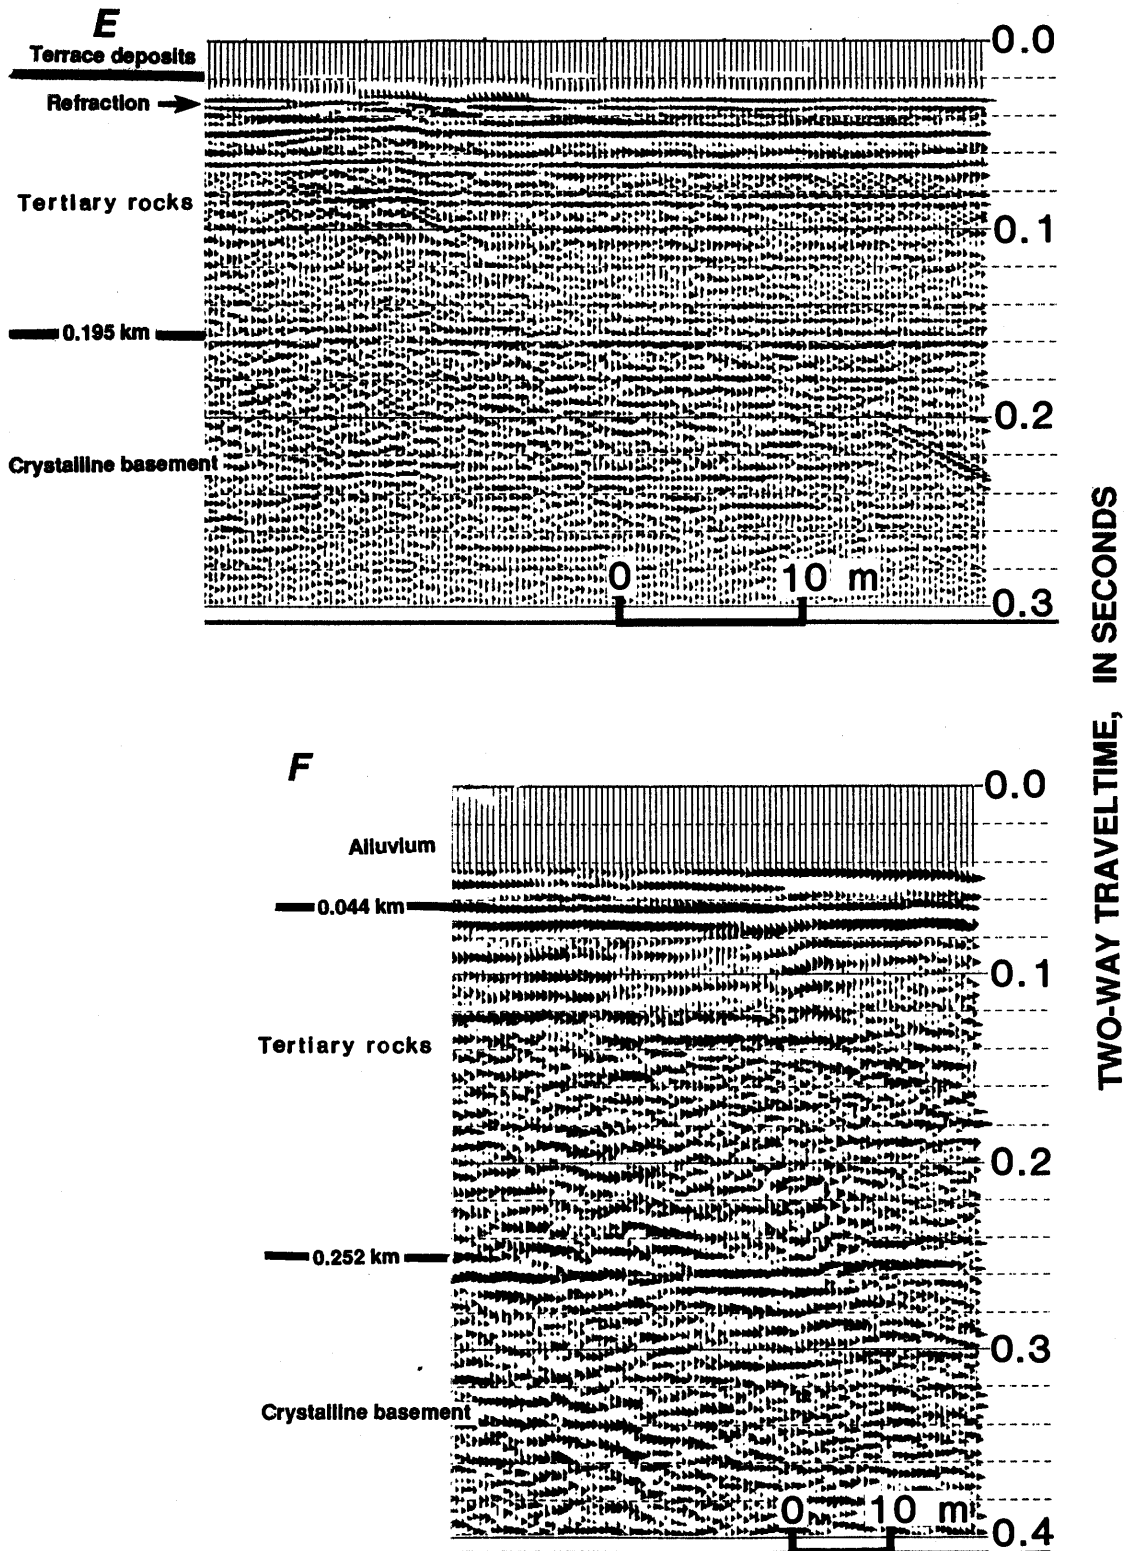 E
Terrace deposits
Refraction
Tertiary rocks
0.195 km
Crystalline basement
0.0
0.1
0.2
0.3
0 10 m
F
Alluvium
0.044 km
Tertiary rocks
0.252 km
Crystalline basement
0.0
0.1
0.2
0.3
0.4
0 10 m
TWO-WAY TRAVELTIME, IN SECONDS